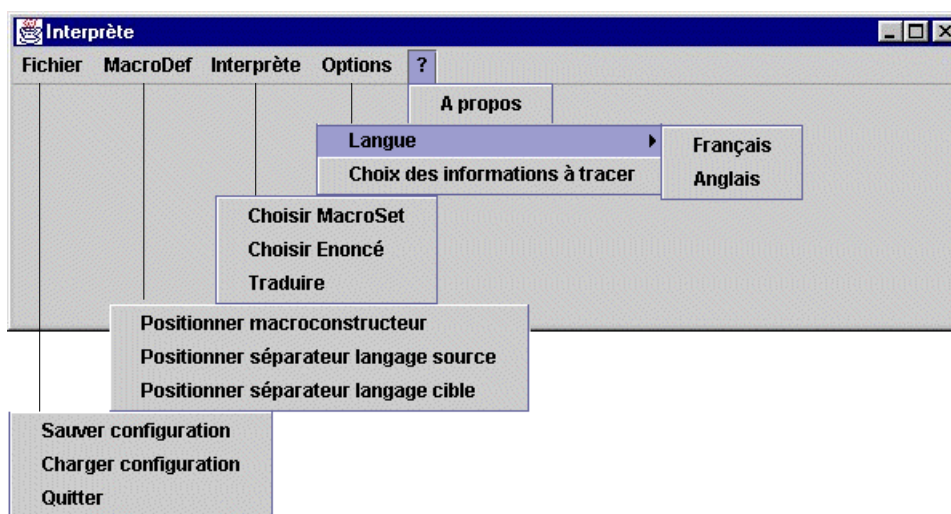 Interprète
Fichier MacroDef Interprète Options ?
A propos
Langue
Français
Choix des informations à tracer
Anglais
Choisir MacroSet
Choisir Enoncé
Traduire
Positionner macroconstructeur
Positionner séparateur langage source
Positionner séparateur langage cible
Sauver configuration
Charger configuration
Quitter